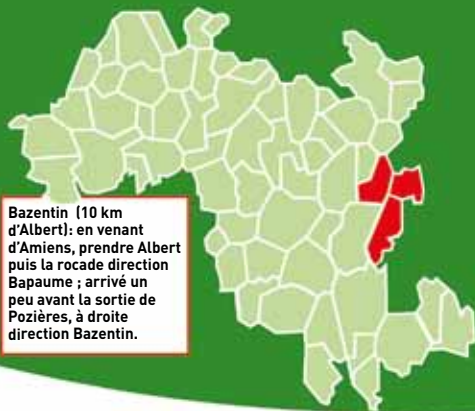 Bazentin (10 km
d'Albert): en venant
d'Amiens, prendre Albert
puis la rocade direction
Bapaume ; arrivé un
peu avant la sortie de
Pozières, à droite
direction Bazentin.